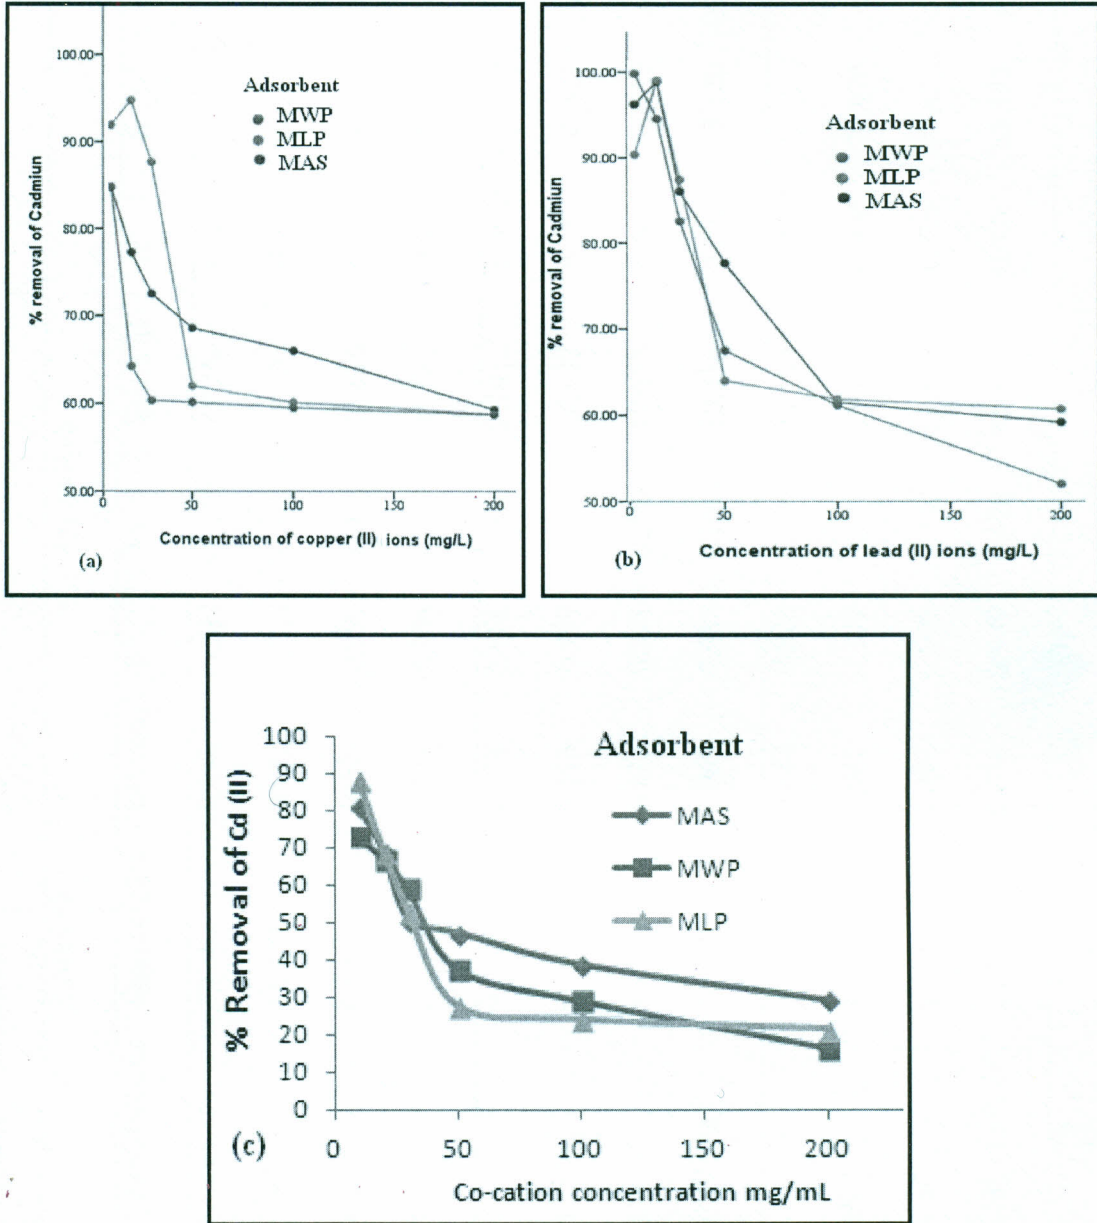 100.00
90.00
80.00
70.00
60.00
50.00
% removal of Cadmiun
Adsorbent
MWP
MLP
MAS
0
50
100
150
200
Concentration of copper (II) ions (mg/L)
(a)
100.00
90.00
80.00
70.00
60.00
50.00
% removal of Cadmiun
Adsorbent
MWP
MLP
MAS
0
50
100
150
200
Concentration of lead (II) ions (mg/L)
(b)
100
90
80
70
60
50
40
30
20
10
0
% Removal of Cd (II)
Adsorbent
MAS
MWP
MLP
0
50
100
150
200
(c)
Co-cation concentration mg/mL